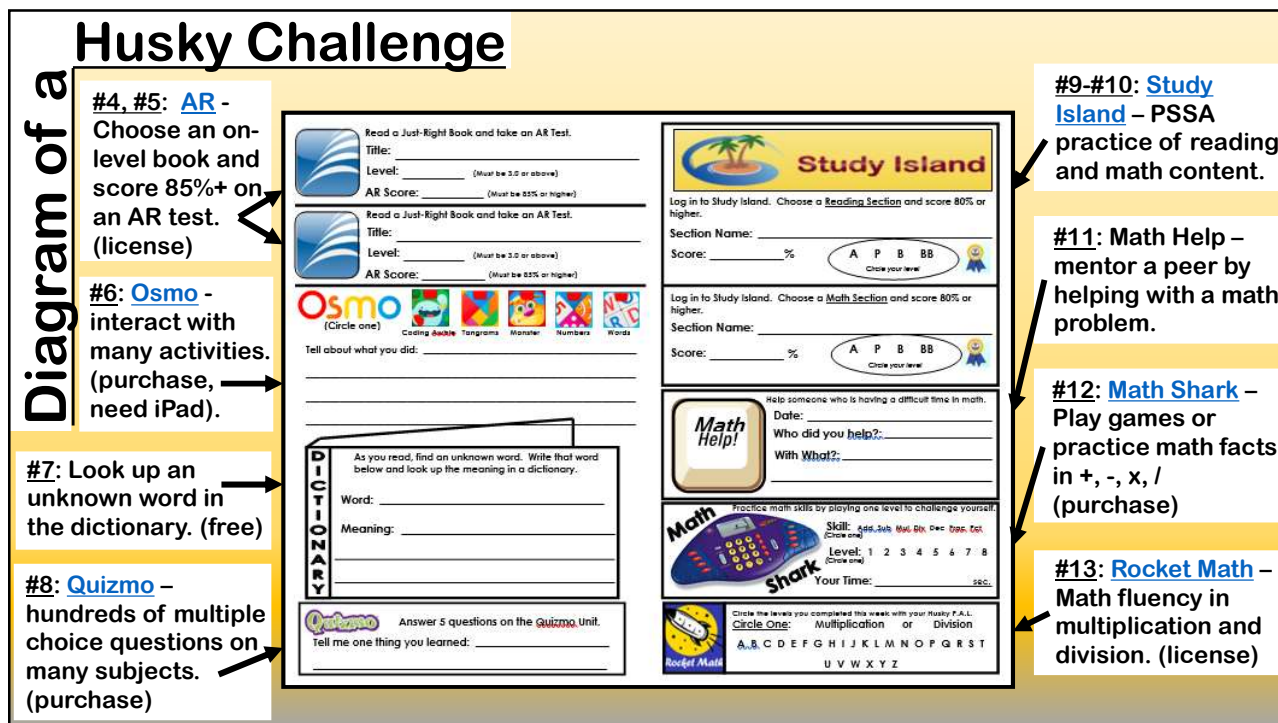 Diagram of a
Husky Challenge
#4, #5: AR -
Choose an on-
level book and
score 85%+ on
an AR test.
(license)
#6: Osmo -
interact with
many activities.
(purchase,
need iPad).
#7: Look up an
unknown word in
the dictionary. (free)
#8: Quizmo –
hundreds of multiple
choice questions on
many subjects.
(purchase)
Read a Just-Right Book and take an AR Test.
Title:
Level: (Must be 3.0 or above)
AR Score: (Must be 85% or higher)
Read a Just-Right Book and take an AR Test.
Title:
Level: (Must be 3.0 or above)
AR Score: (Must be 85% or higher)
Osmo
(Circle one)
Coding Awbie Tangrams Monster Numbers Words
Tell about what you did:
DICTIONARY
As you read, find an unknown word. Write that word
below and look up the meaning in a dictionary.
Word:
Meaning:
Quizmo Answer 5 questions on the Quizmo Unit.
Tell me one thing you learned:
Study Island
Log in to Study Island. Choose a Reading Section and score 80% or
higher.
Section Name:
Score: % A P B BB
Circle your level
Log in to Study Island. Choose a Math Section and score 80% or
higher.
Section Name:
Score: % A P B BB
Circle your level
Math
Help!
Help someone who is having a difficult time in math.
Date:
Who did you help?:
With What?:
Math
Shark
Practice math skills by playing one level to challenge yourself.
Skill: Add. Sub. Mul. Div. Dec
(Circle one)
Level: 1 2 3 4 5 6 7 8
(Circle one)
Your Time: sec.
Rocket Math
Circle the levels you completed this week with your Husky P.A.L.
Circle One: Multiplication or Division
A B C D E F G H I J K L M N O P Q R S T
U V W X Y Z
#9-#10: Study
Island – PSSA
practice of reading
and math content.
#11: Math Help –
mentor a peer by
helping with a math
problem.
#12: Math Shark –
Play games or
practice math facts
in +, -, x, /
(purchase)
#13: Rocket Math –
Math fluency in
multiplication and
division. (license)